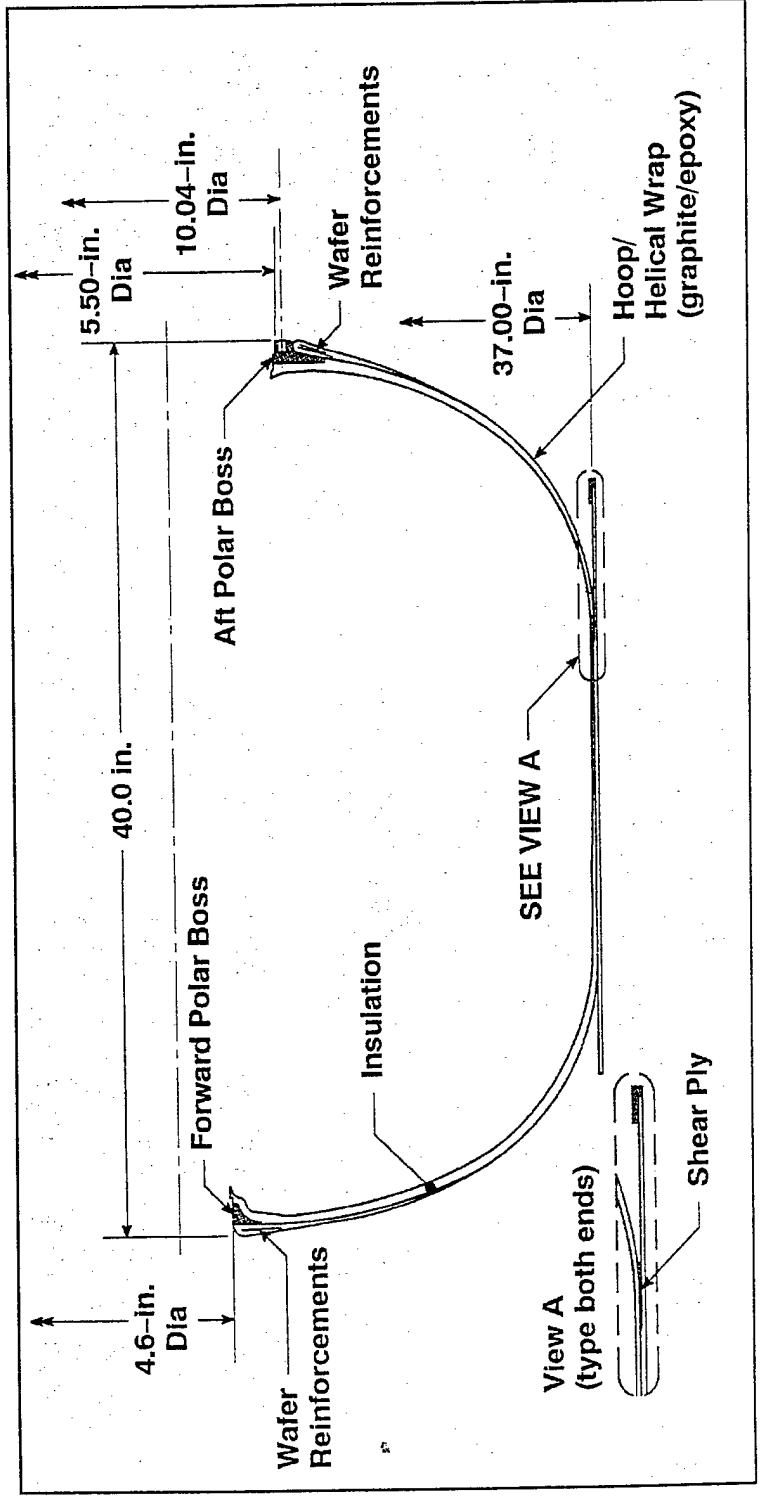 4.6–in.
Dia
Wafer
Reinforcements
Forward Polar Boss
40.0 in.
5.50–in.
Dia
10.04–in.
Dia
Aft Polar Boss
Wafer
Reinforcements
Insulation
37.00–in.
Dia
SEE VIEW A
Hoop/
Helical Wrap
(graphite/epoxy)
View A
(type both ends)
Shear Ply